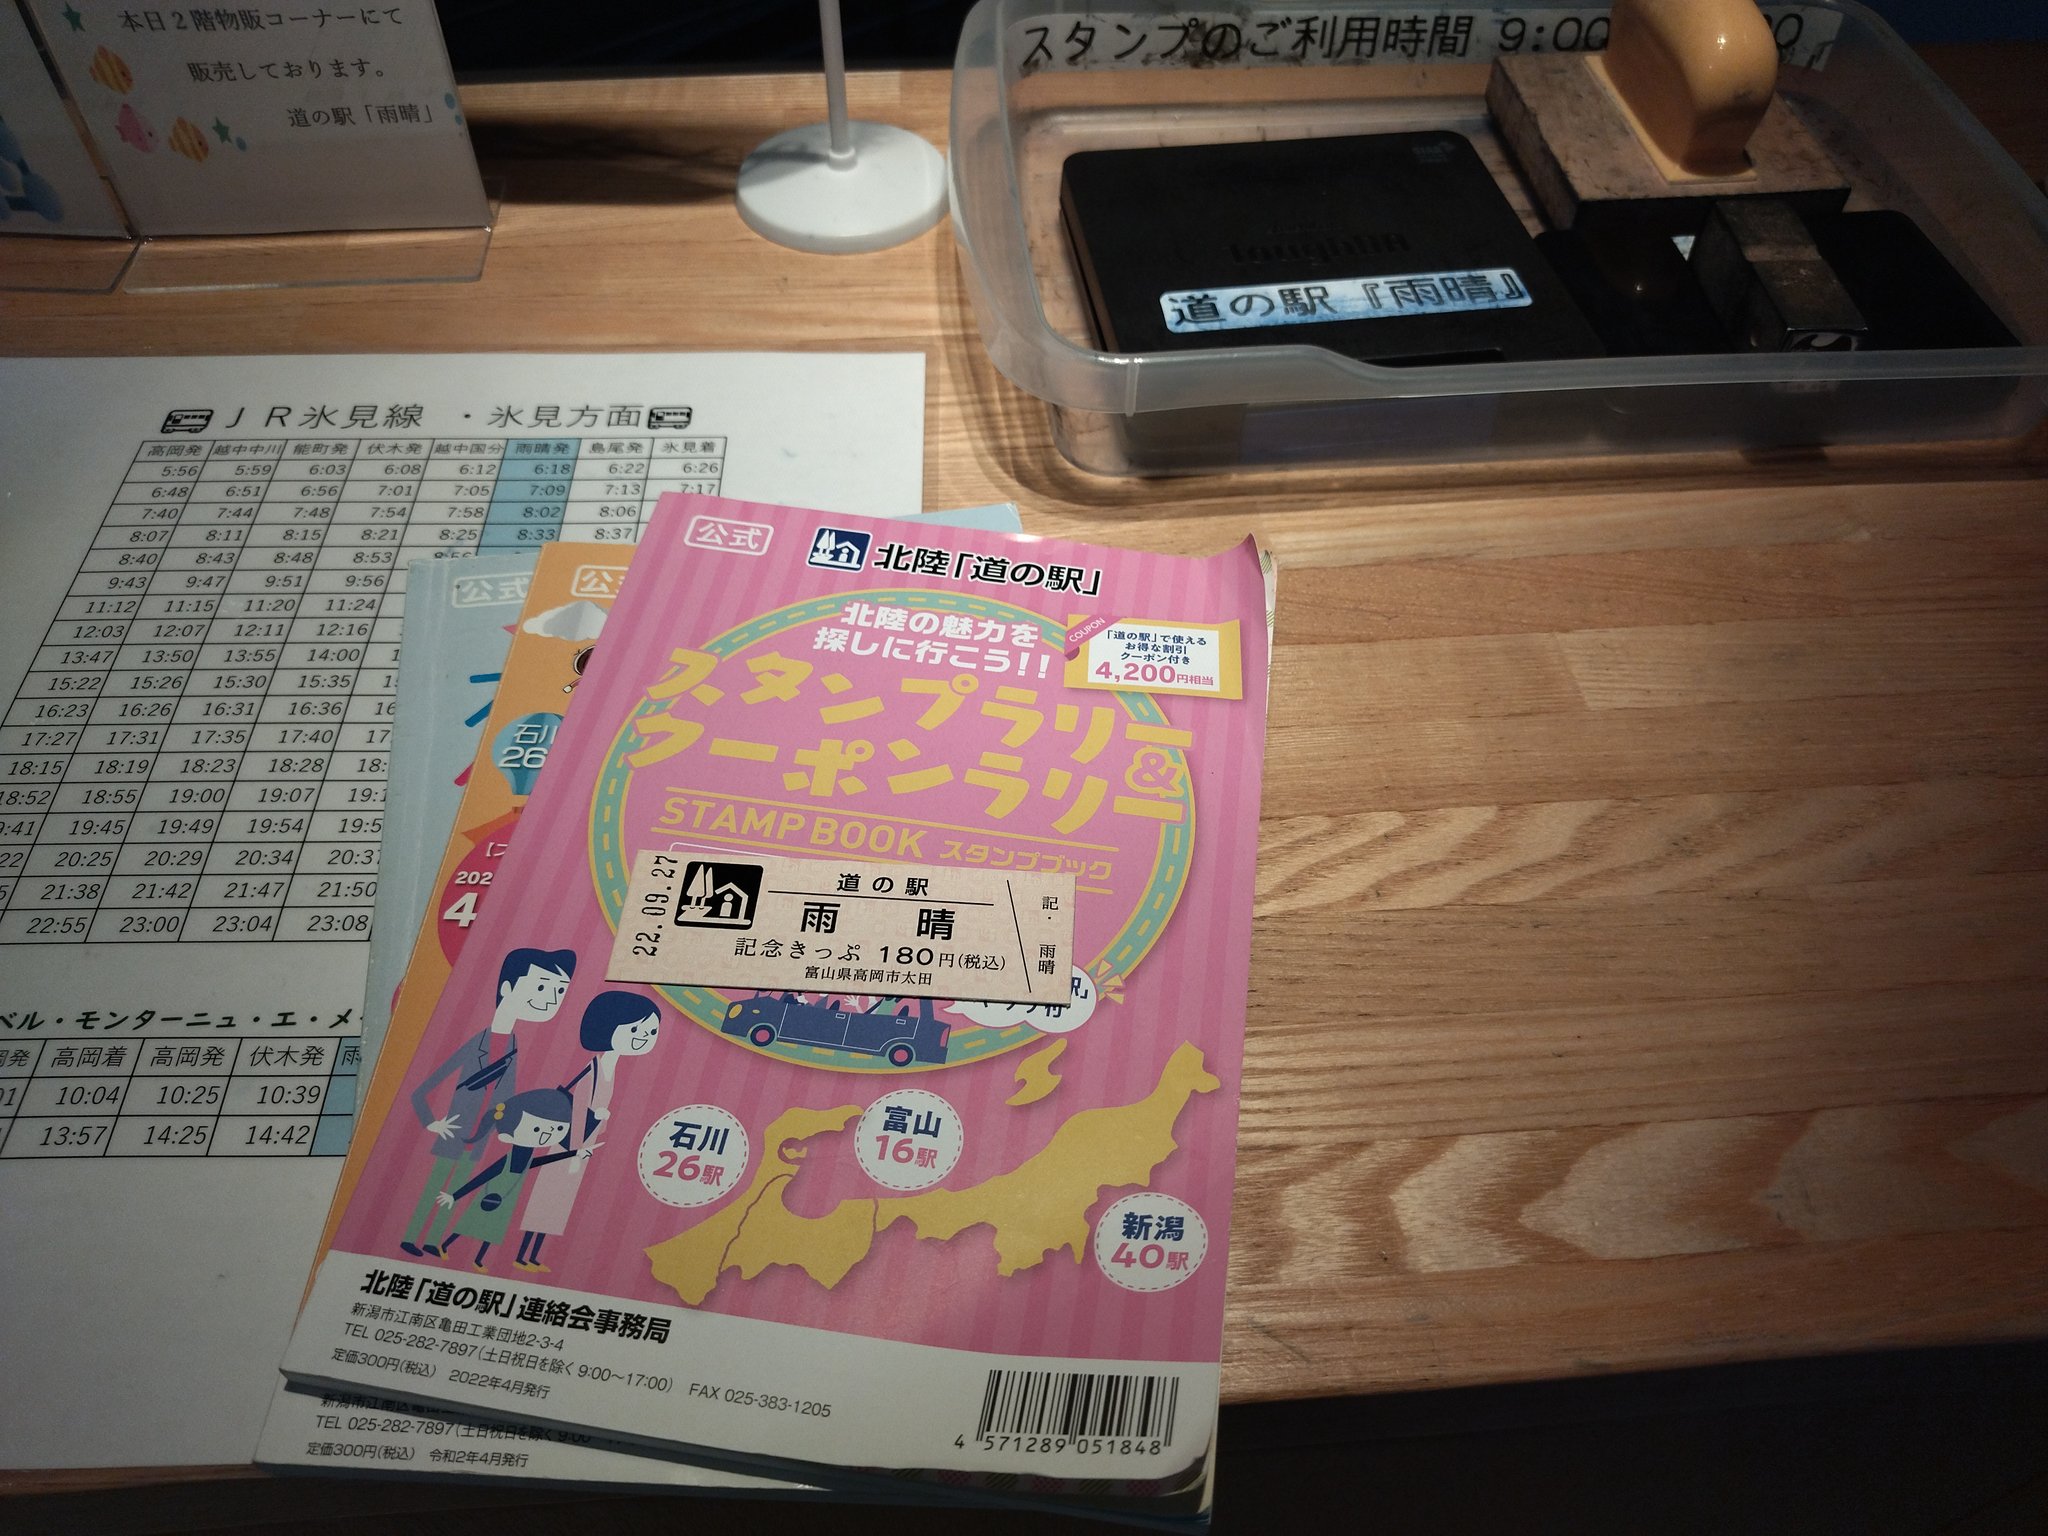 本日2階物販コーナーにて
販売しております。
道の駅「雨晴」
スタンプのご利用時間 9:00
Toughun
道の駅『雨晴』
JR氷見線 ・氷見方面
高岡発 越中中川 能町発 伏木発 越中国分 雨晴発 島尾発 氷見着
5:56 5:59 6:03 6:08 6:12 6:18 6:22 6:26
6:48 6:51 6:56 7:01 7:05 7:09 7:13 7:17
7:40 7:44 7:48 7:54 7:58 8:02 8:06
8:07 8:11 8:15 8:21 8:25 8:33 8:37
8:40 8:43 8:48 8:53
9:43 9:47 9:51 9:56
11:12 11:15 11:20 11:24
12:03 12:07 12:11 12:16
13:47 13:50 13:55 14:00
15:22 15:26 15:30 15:35
16:23 16:26 16:31 16:36
17:27 17:31 17:35 17:40
18:15 18:19 18:23 18:28
18:52 18:55 19:00 19:07
19:45 19:49 19:54
20:25 20:29 20:34 20:37
21:38 21:42 21:47 21:50
22:55 23:00 23:04 23:08
ベル・モンターニュ・エ・メ
高岡着 高岡発 伏木発
10:04 10:25 10:39
13:57 14:25 14:42
公式
石川
26
公式
北陸「道の駅」
北陸の魅力を
探しに行こう!!
COUPON
「道の駅」で使える
お得な割引
クーポン付き
4,200円相当
スタンプラリー
&
クーポンラリー
STAMP BOOK スタンプブック
22.09.27
道の駅
雨晴
記念きっぷ 180円(税込)
富山県高岡市太田
記・雨晴
石川
26駅
富山
16駅
新潟
40駅
北陸「道の駅」連絡会事務局
新潟市江南区亀田工業団地2-3-4
TEL 025-282-7897(土日祝日を除く 9:00~17:00) FAX 025-383-1205
定価300円(税込) 2022年4月発行
4 571289 051848
TEL 025-282-7897(土日祝日を除く 9:00
定価300円(税込) 令和2年4月発行